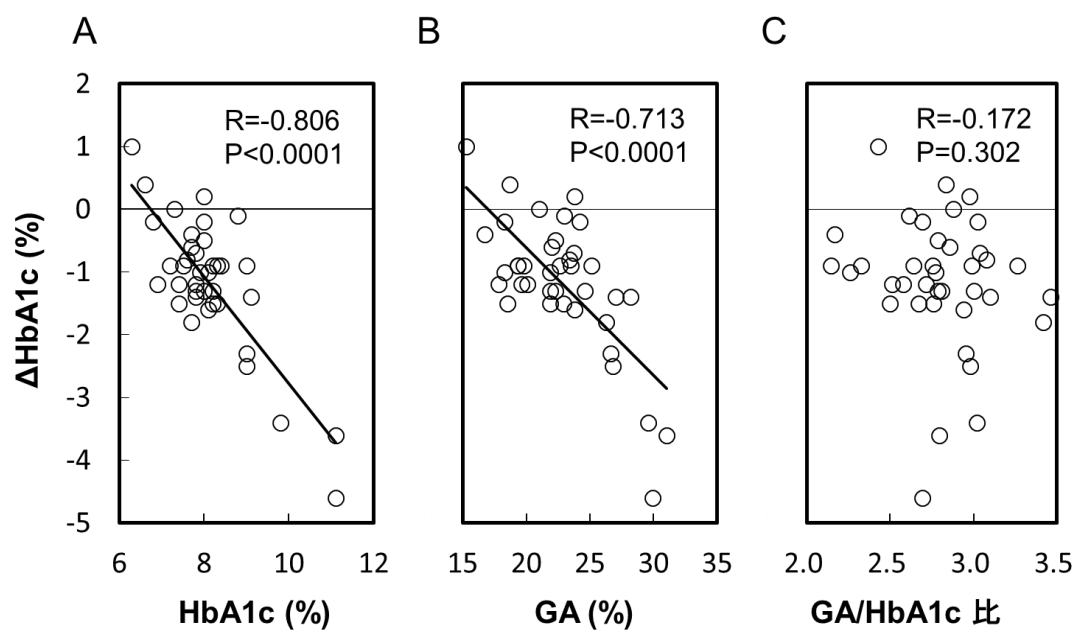 A
B
C
R=-0.806
P<0.0001
R=-0.713
P<0.0001
R=-0.172
P=0.302
ΔHbA1c (%)
2
1
0
-1
-2
-3
-4
-5
6 8 10 12
15 20 25 30 35
2.0 2.5 3.0 3.5
HbA1c (%)
GA (%)
GA/HbA1c 比